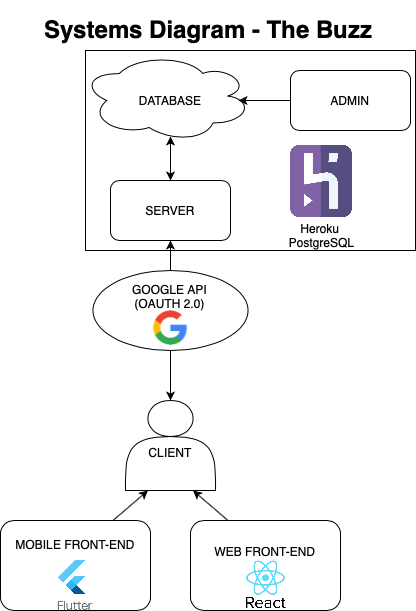 Systems Diagram - The Buzz
DATABASE
ADMIN
SERVER
Heroku
PostgreSQL
GOOGLE API
(OAUTH 2.0)
CLIENT
MOBILE FRONT-END
Flutter
WEB FRONT-END
React